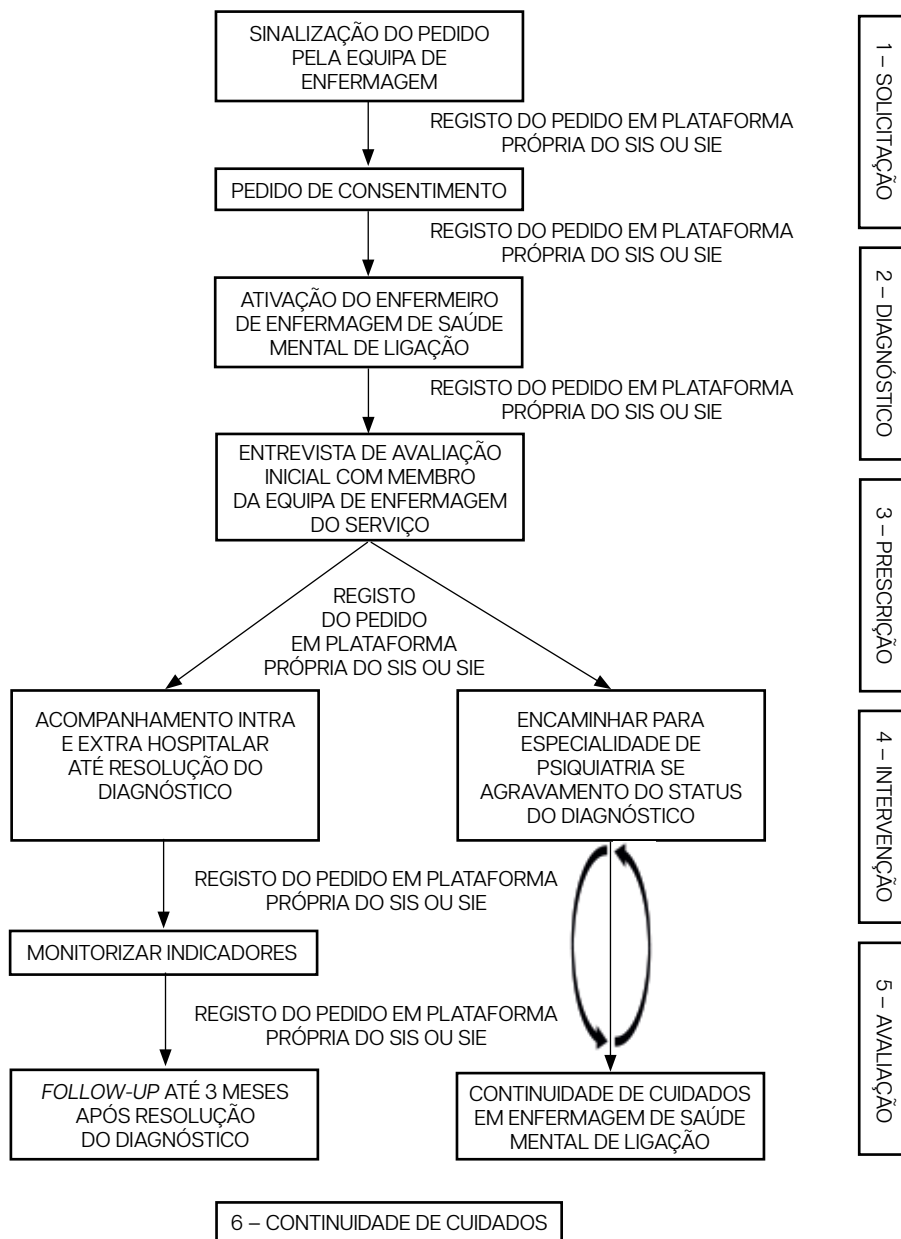 SINALIZAÇÃO DO PEDIDO
PELA EQUIPA DE
ENFERMAGEM
REGISTO DO PEDIDO EM PLATAFORMA
PRÓPRIA DO SIS OU SIE
PEDIDO DE CONSENTIMENTO
REGISTO DO PEDIDO EM PLATAFORMA
PRÓPRIA DO SIS OU SIE
ATIVAÇÃO DO ENFERMEIRO
DE ENFERMAGEM DE SAÚDE
MENTAL DE LIGAÇÃO
REGISTO DO PEDIDO EM PLATAFORMA
PRÓPRIA DO SIS OU SIE
ENTREVISTA DE AVALIAÇÃO
INICIAL COM MEMBRO
DA EQUIPA DE ENFERMAGEM
DO SERVIÇO
REGISTO
DO PEDIDO
EM PLATAFORMA
PRÓPRIA DO SIS OU SIE
ACOMPANHAMENTO INTRA
E EXTRA HOSPITALAR
ATÉ RESOLUÇÃO DO
DIAGNÓSTICO
ENCAMINHAR PARA
ESPECIALIDADE DE
PSIQUIATRIA SE
AGRAVAMENTO DO STATUS
DO DIAGNÓSTICO
REGISTO DO PEDIDO EM PLATAFORMA
PRÓPRIA DO SIS OU SIE
MONITORIZAR INDICADORES
REGISTO DO PEDIDO EM PLATAFORMA
PRÓPRIA DO SIS OU SIE
FOLLOW-UP ATÉ 3 MESES
APÓS RESOLUÇÃO
DO DIAGNÓSTICO
CONTINUIDADE DE CUIDADOS
EM ENFERMAGEM DE SAÚDE
MENTAL DE LIGAÇÃO
1 – SOLICITAÇÃO
2 – DIAGNÓSTICO
3 – PRESCRIÇÃO
4 – INTERVENÇÃO
5 – AVALIAÇÃO
6 – CONTINUIDADE DE CUIDADOS